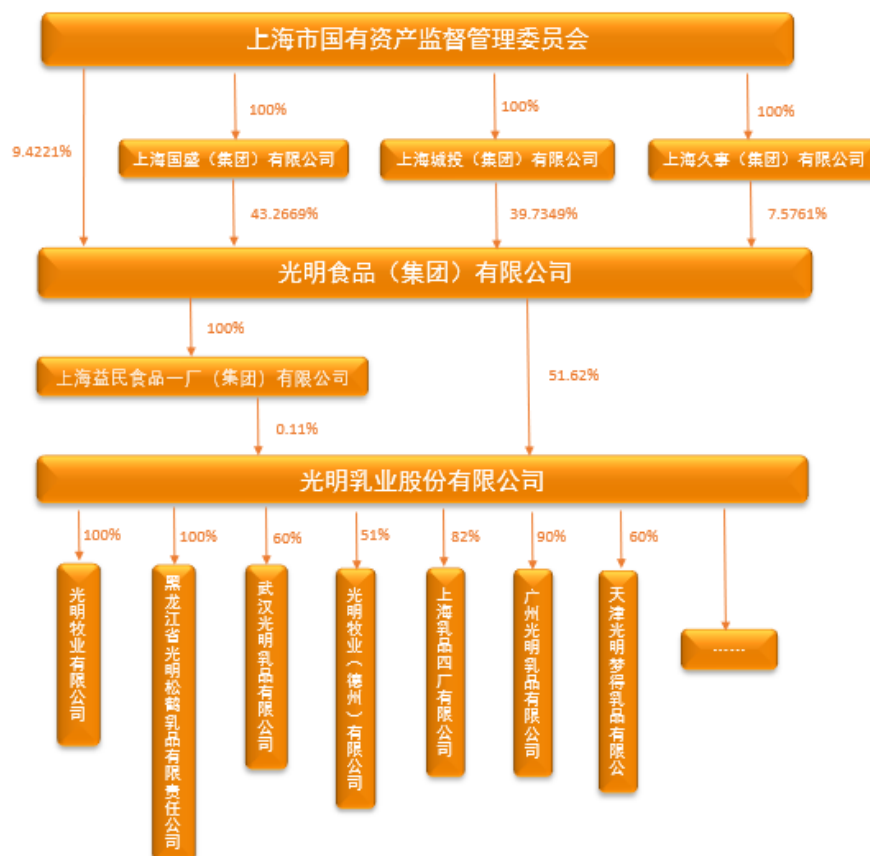 上海市国有资产监督管理委员会
100%
100%
100%
9.4221%
上海国盛（集团）有限公司
上海城投（集团）有限公司
上海久事（集团）有限公司
43.2669%
39.7349%
7.5761%
光明食品（集团）有限公司
100%
上海益民食品一厂（集团）有限公司
51.62%
0.11%
光明乳业股份有限公司
100%
100%
60%
51%
82%
90%
60%
光明牧业有限公司
黑龙江省光明松鹤乳品有限责任公司
武汉光明乳品有限公司
光明牧业（德州）有限公司
上海乳品四厂有限公司
广州光明乳品有限公司
天津光明梦得乳品有限公
------